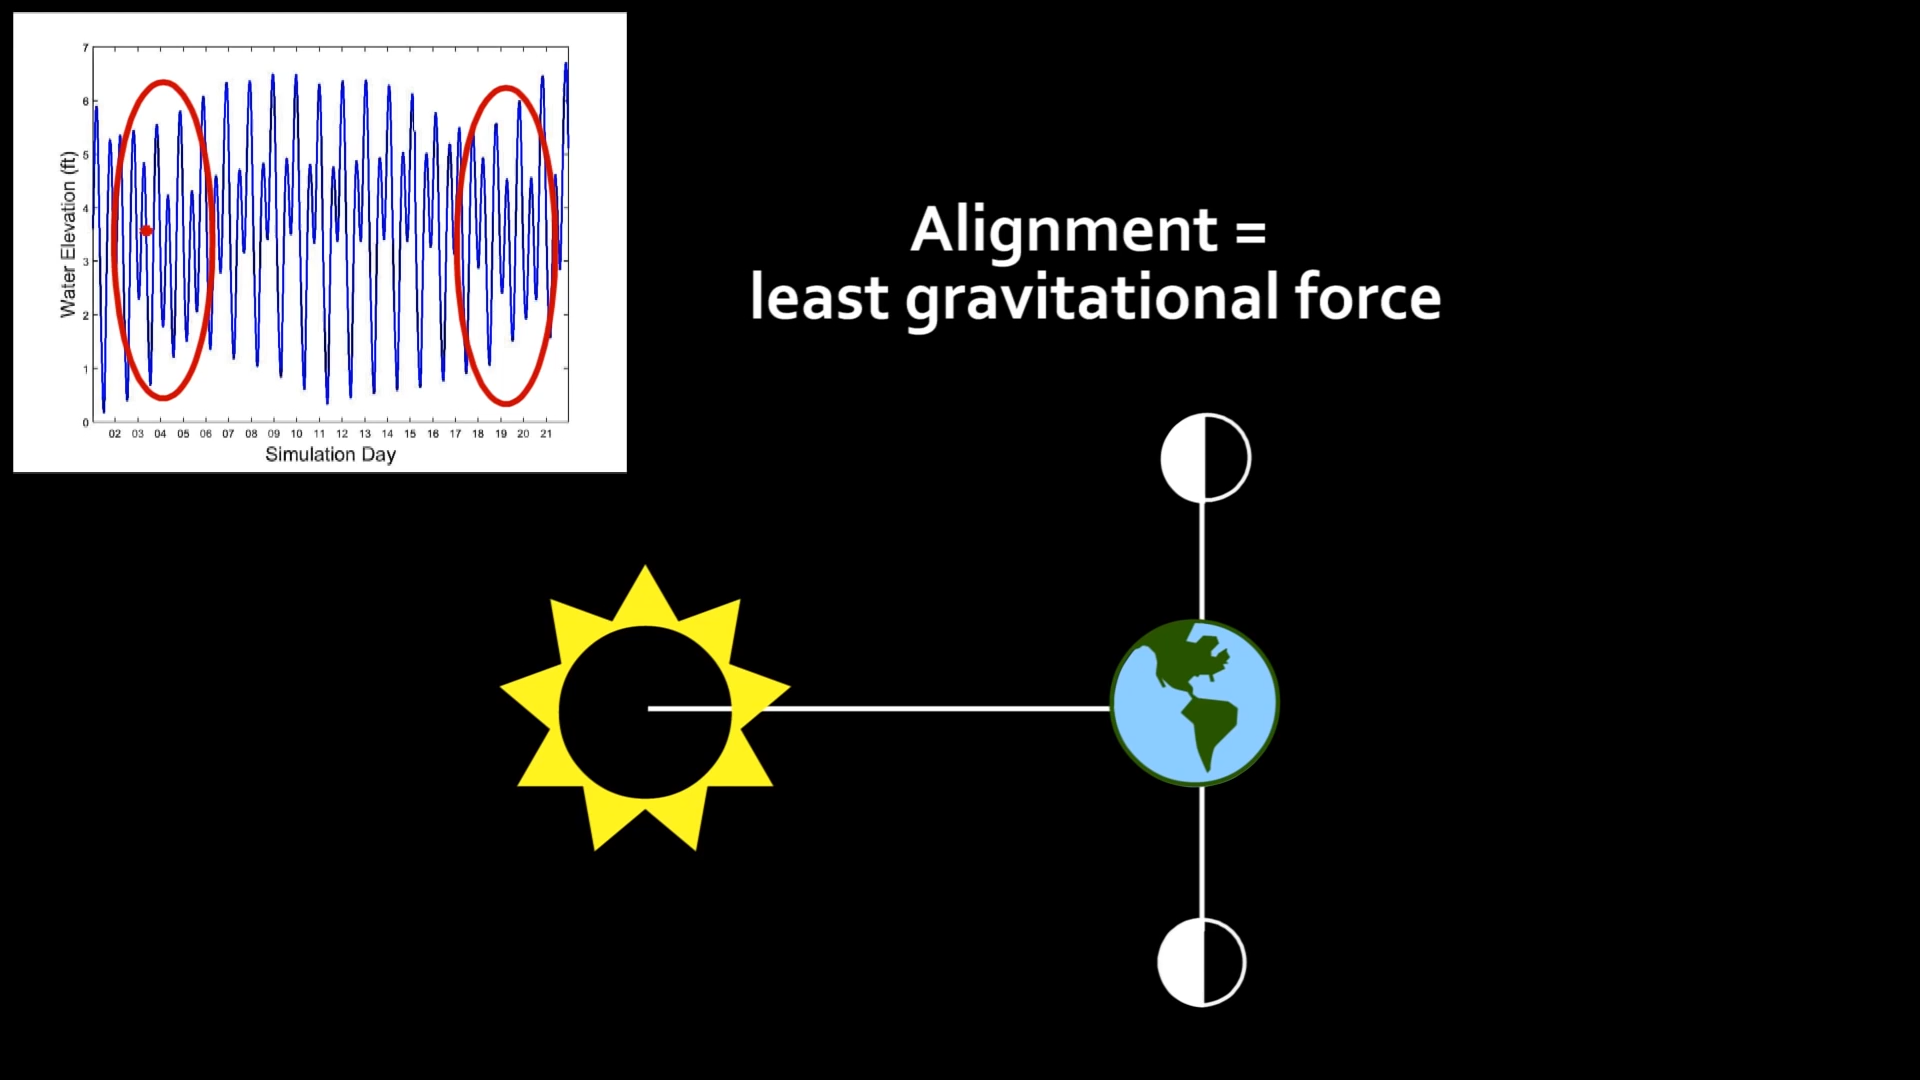 7
6
5
4
3
2
1
0
Water Elevation (ft)
02 03 04 05 06 07 08 09 10 11 12 13 14 15 16 17 18 19 20 21
Simulation Day
Alignment =
least gravitational force